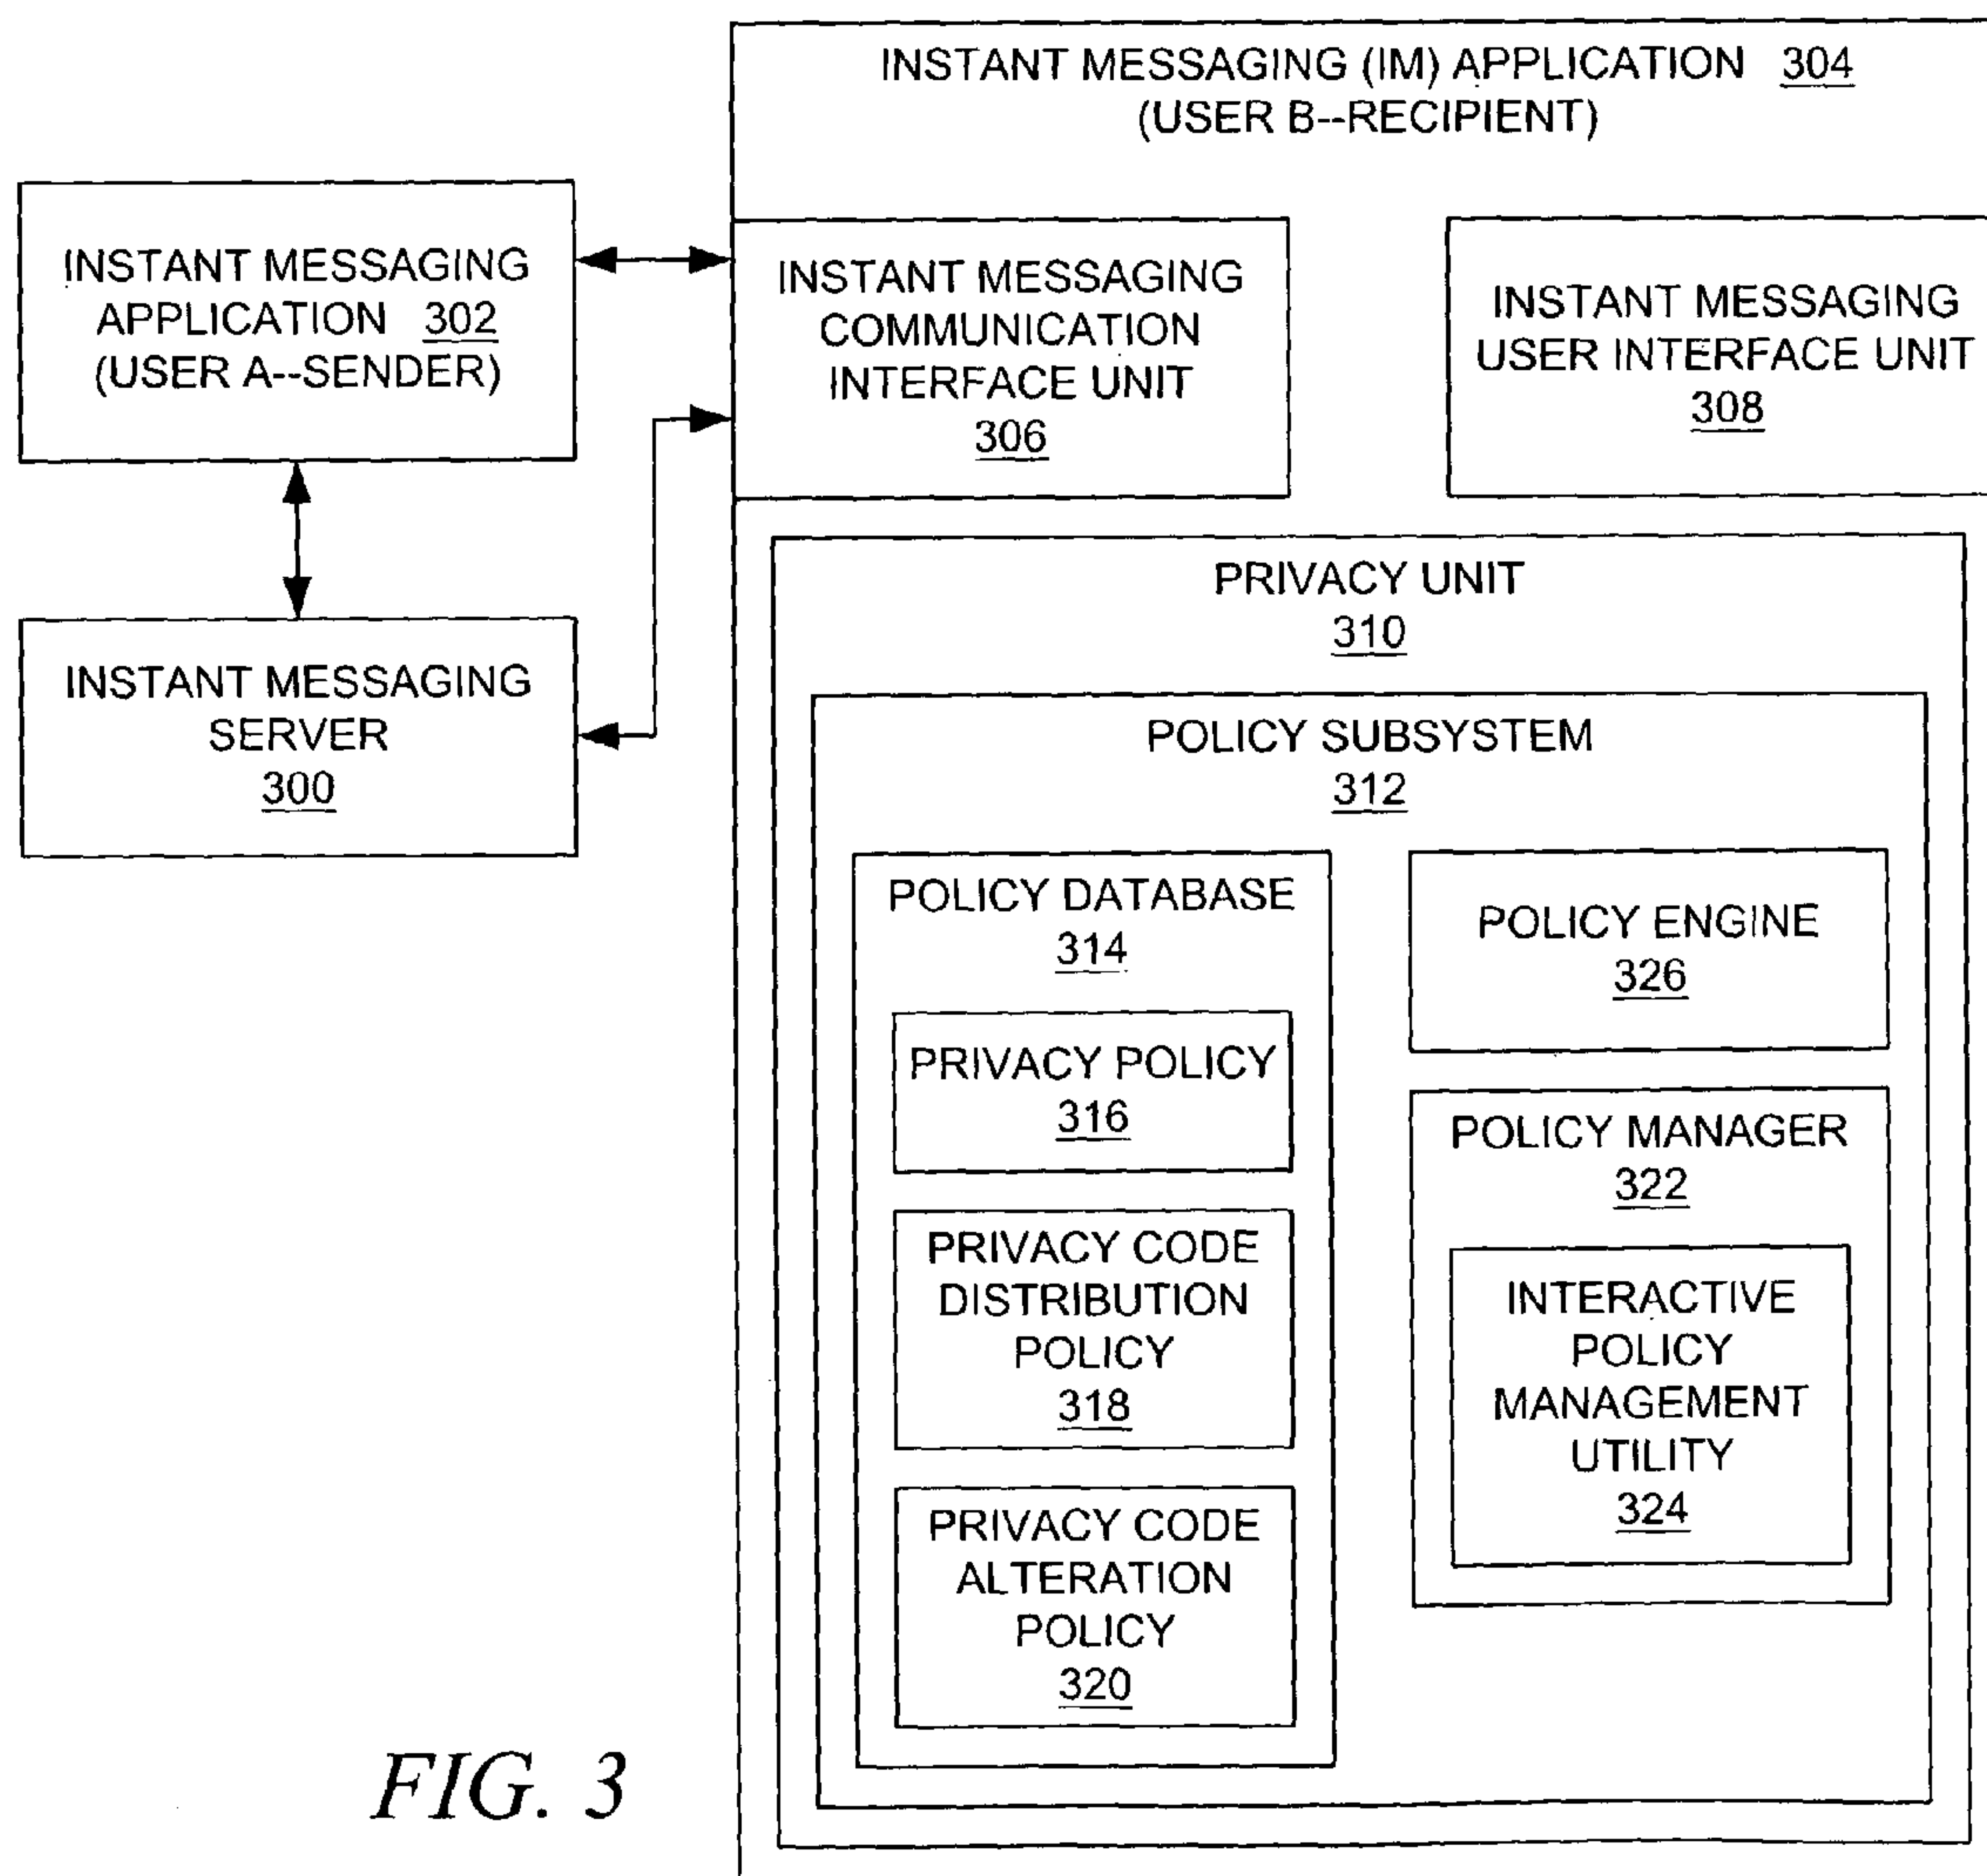 INSTANT MESSAGING (IM) APPLICATION 304
(USER B--RECIPIENT)
INSTANT MESSAGING
APPLICATION 302
(USER A--SENDER)
INSTANT MESSAGING
COMMUNICATION
INTERFACE UNIT
306
INSTANT MESSAGING
USER INTERFACE UNIT
308
INSTANT MESSAGING
SERVER
300
PRIVACY UNIT
310
POLICY SUBSYSTEM
312
POLICY DATABASE
314
PRIVACY POLICY
316
PRIVACY CODE
DISTRIBUTION
POLICY
318
PRIVACY CODE
ALTERATION
POLICY
320
POLICY ENGINE
326
POLICY MANAGER
322
INTERACTIVE
POLICY
MANAGEMENT
UTILITY
324
FIG. 3